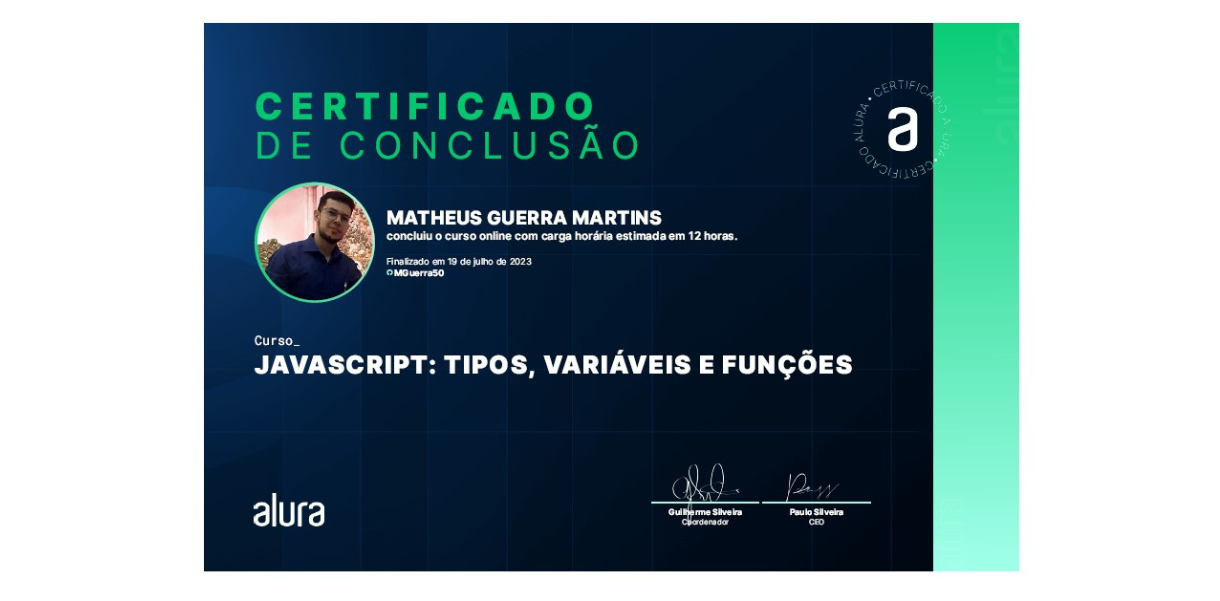 CERTIFICADO
DE CONCLUSÃO
• CERTIFICADO ALURA • CERTIFICADO ALURA
a
alura
MATHEUS GUERRA MARTINS
concluiu o curso online com carga horária estimada em 12 horas.
Finalizado em 19 de julho de 2023
MGuerra50
Curso_
JAVASCRIPT: TIPOS, VARIÁVEIS E FUNÇÕES
alura
Guilherme Silveira
Coordenador
Paulo Silveira
CEO
alura